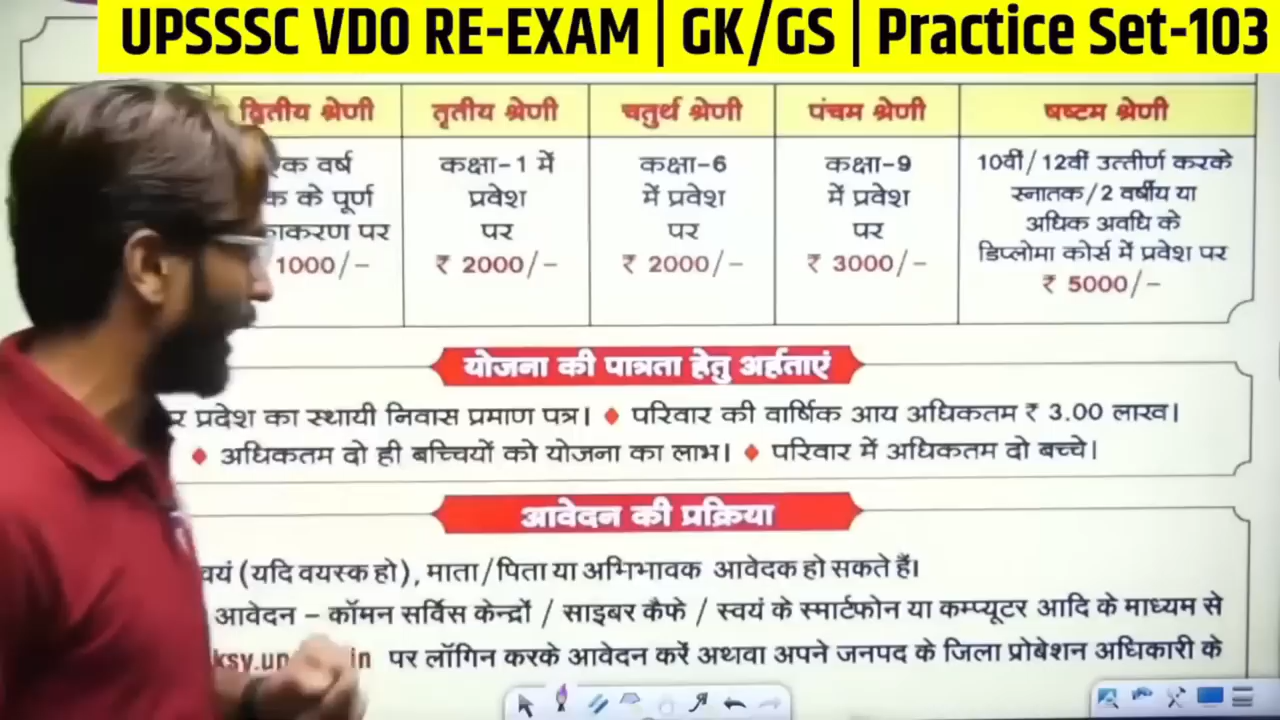 UPSSSC VDO RE-EXAM | GK/GS | Practice Set-103
द्वितीय श्रेणी
वर्ष
के पूर्ण
पर
1000/-
तृतीय श्रेणी
कक्षा-1 में
प्रवेश
पर
₹ 2000/-
चतुर्थ श्रेणी
कक्षा-6
में प्रवेश
पर
₹ 2000/-
पंचम श्रेणी
कक्षा-9
में प्रवेश
पर
₹ 3000/-
षष्टम श्रेणी
10वीं/12वीं उत्तीर्ण करके
स्नातक/2 वर्षीय या
अधिक अवधि के
डिप्लोमा कोर्स में प्रवेश पर
₹ 5000/-
योजना की पात्रता हेतु अर्हताएं
प्रदेश का स्थायी निवास प्रमाण पत्र। ♦ परिवार की वार्षिक आय अधिकतम ₹ 3.00 लाख।
♦ अधिकतम दो ही बच्चियों को योजना का लाभ। ♦ परिवार में अधिकतम दो बच्चे।
आवेदन की प्रक्रिया
(यदि वयस्क हो), माता/पिता या अभिभावक आवेदक हो सकते हैं।
आवेदन – कॉमन सर्विस केन्द्रों / साइबर कैफे / स्वयं के स्मार्टफोन या कम्प्यूटर आदि के माध्यम से
पर लॉगिन करके आवेदन करें अथवा अपने जनपद के जिला प्रोबेशन अधिकारी के